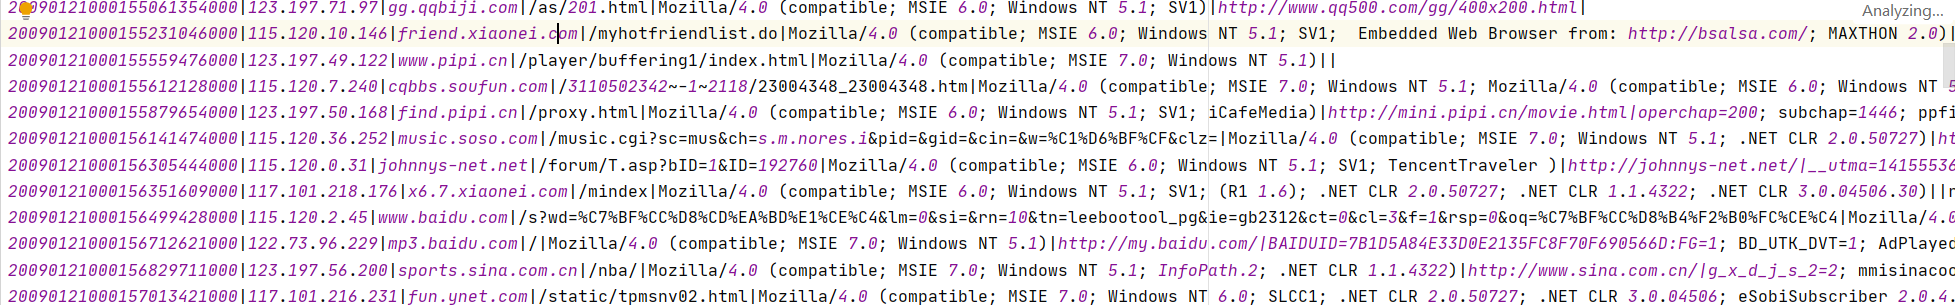 20090121000155061354000|123.197.71.97|gg.qqbiji.com|/as/201.html|Mozilla/4.0 (compatible; MSIE 6.0; Windows NT 5.1; SV1)|http://www.qq500.com/gg/400x200.html|
Analyzing...
20090121000155231046000|115.120.10.146|friend.xiaonei.com|/myhotfriendlist.do|Mozilla/4.0 (compatible; MSIE 6.0; Windows NT 5.1; SV1;  Embedded Web Browser from: http://bsalsa.com/; MAXTHON 2.0)|
20090121000155559476000|123.197.49.122|www.pipi.cn|/player/buffering1/index.html|Mozilla/4.0 (compatible; MSIE 7.0; Windows NT 5.1)||
20090121000155612128000|115.120.7.240|cqbbs.soufun.com|/3110502342~-1~2118/23004348_23004348.htm|Mozilla/4.0 (compatible; MSIE 7.0; Windows NT 5.1; Mozilla/4.0 (compatible; MSIE 6.0; Windows NT 5
20090121000155879654000|123.197.50.168|find.pipi.cn|/proxy.html|Mozilla/4.0 (compatible; MSIE 6.0; Windows NT 5.1; SV1; iCafeMedia)|http://mini.pipi.cn/movie.html|operchap=200; subchap=1446; ppfi
20090121000156141474000|115.120.36.252|music.soso.com|/music.cgi?sc=mus&ch=s.m.nores.i&pid=&gid=&cin=&w=%C1%D6%BF%CF&clz=|Mozilla/4.0 (compatible; MSIE 7.0; Windows NT 5.1; .NET CLR 2.0.50727)|ht
20090121000156305444000|115.120.0.31|johnnys-net.net|/forum/T.asp?bID=1&ID=192760|Mozilla/4.0 (compatible; MSIE 6.0; Windows NT 5.1; SV1; TencentTraveler )|http://johnnys-net.net/|__utma=14155536
20090121000156351609000|117.101.218.176|x6.7.xiaonei.com|/mindex|Mozilla/4.0 (compatible; MSIE 6.0; Windows NT 5.1; SV1; (R1 1.6); .NET CLR 2.0.50727; .NET CLR 1.1.4322; .NET CLR 3.0.04506.30)||r
20090121000156499428000|115.120.2.45|www.baidu.com|/s?wd=%C7%BF%CC%D8%CD%EA%BD%E1%CE%C4&lm=0&si=&rn=10&tn=leebootool_pg&ie=gb2312&ct=0&cl=3&f=1&rsp=0&oq=%C7%BF%CC%D8%B4%F2%B0%FC%CE%C4|Mozilla/4.0
20090121000156712621000|122.73.96.229|mp3.baidu.com|/|Mozilla/4.0 (compatible; MSIE 7.0; Windows NT 5.1)|http://my.baidu.com/|BAIDUID=7B1D5A84E33D0E2135FC8F70F690566D:FG=1; BD_UTK_DVT=1; AdPlayed
20090121000156829711000|123.197.56.200|sports.sina.com.cn|/nba/|Mozilla/4.0 (compatible; MSIE 7.0; Windows NT 5.1; InfoPath.2; .NET CLR 1.1.4322)|http://www.sina.com.cn/|g_x_d_j_s_2=2; mmisinacoo
20090121000157013421000|117.101.216.231|fun.ynet.com|/static/tpmsnv02.html|Mozilla/4.0 (compatible; MSIE 7.0; Windows NT 6.0; SLCC1; .NET CLR 2.0.50727; .NET CLR 3.0.04506; eSobiSubscriber 2.0.4.